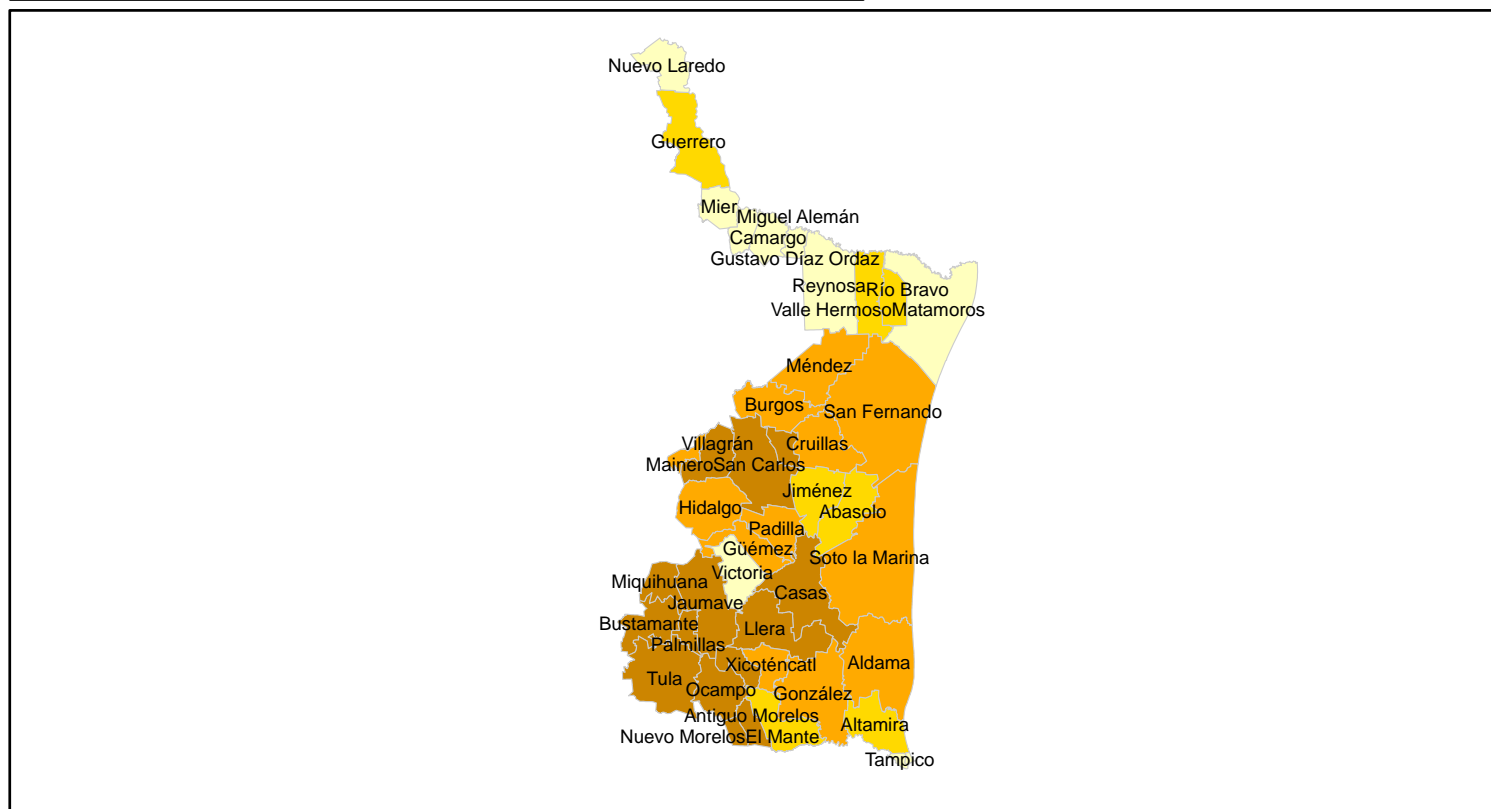 Nuevo Laredo
Guerrero
Mier
Miguel Alemán
Camargo
Gustavo Díaz Ordaz
Reynosa
Río Bravo
Valle Hermoso
Matamoros
Méndez
Burgos
San Fernando
Villagrán
Cruillas
Mainero
San Carlos
Jiménez
Hidalgo
Abasolo
Padilla
Güémez
Soto la Marina
Victoria
Miquihuana
Casas
Jaumave
Bustamante
Llera
Palmillas
Xicoténcatl
Aldama
Tula
Ocampo
González
Antiguo Morelos
Altamira
Nuevo Morelos
El Mante
Tampico